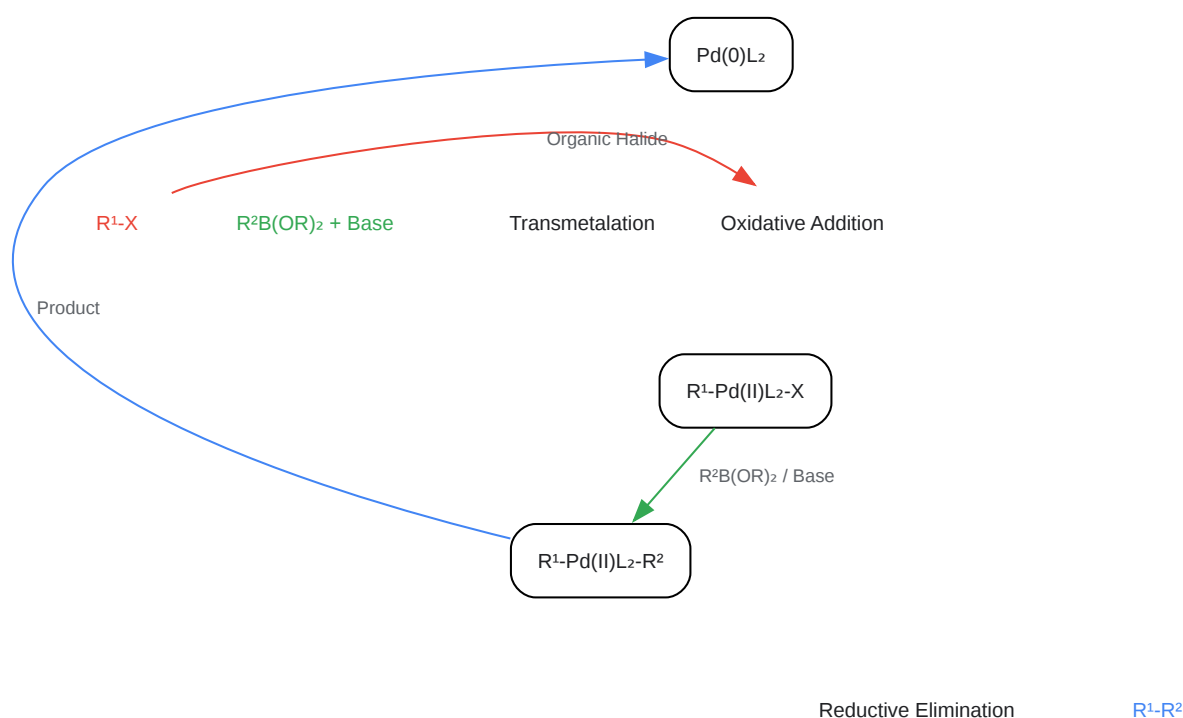 Pd(0)L₂
Organic Halide
R¹-X
R²B(OR)₂ + Base
Transmetalation
Oxidative Addition
Product
R¹-Pd(II)L₂-X
R²B(OR)₂ / Base
R¹-Pd(II)L₂-R²
Reductive Elimination
R¹-R²